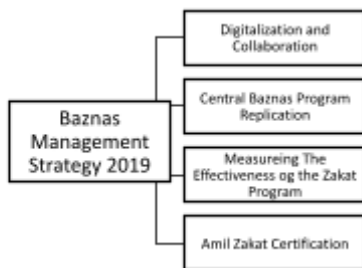 Baznas
Management
Strategy 2019
Digitalization and
Collaboration
Central Baznas Program
Replication
Measureing The
Effectiveness og the Zakat
Program
Amil Zakat Certification